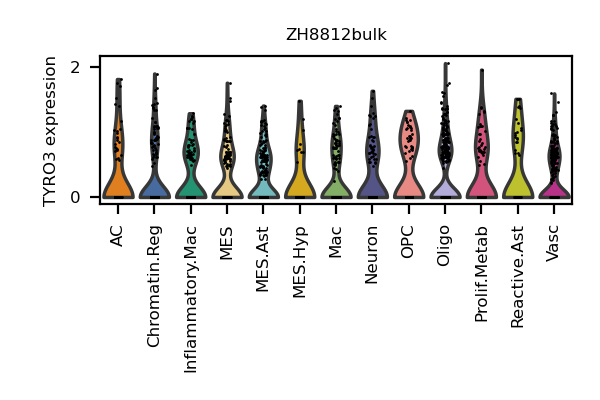 ZH8812bulk
TYRO3 expression
2
0
AC
Chromatin.Reg
Inflammatory.Mac
MES
MES.Ast
MES.Hyp
Mac
Neuron
OPC
Oligo
Prolif.Metab
Reactive.Ast
Vasc